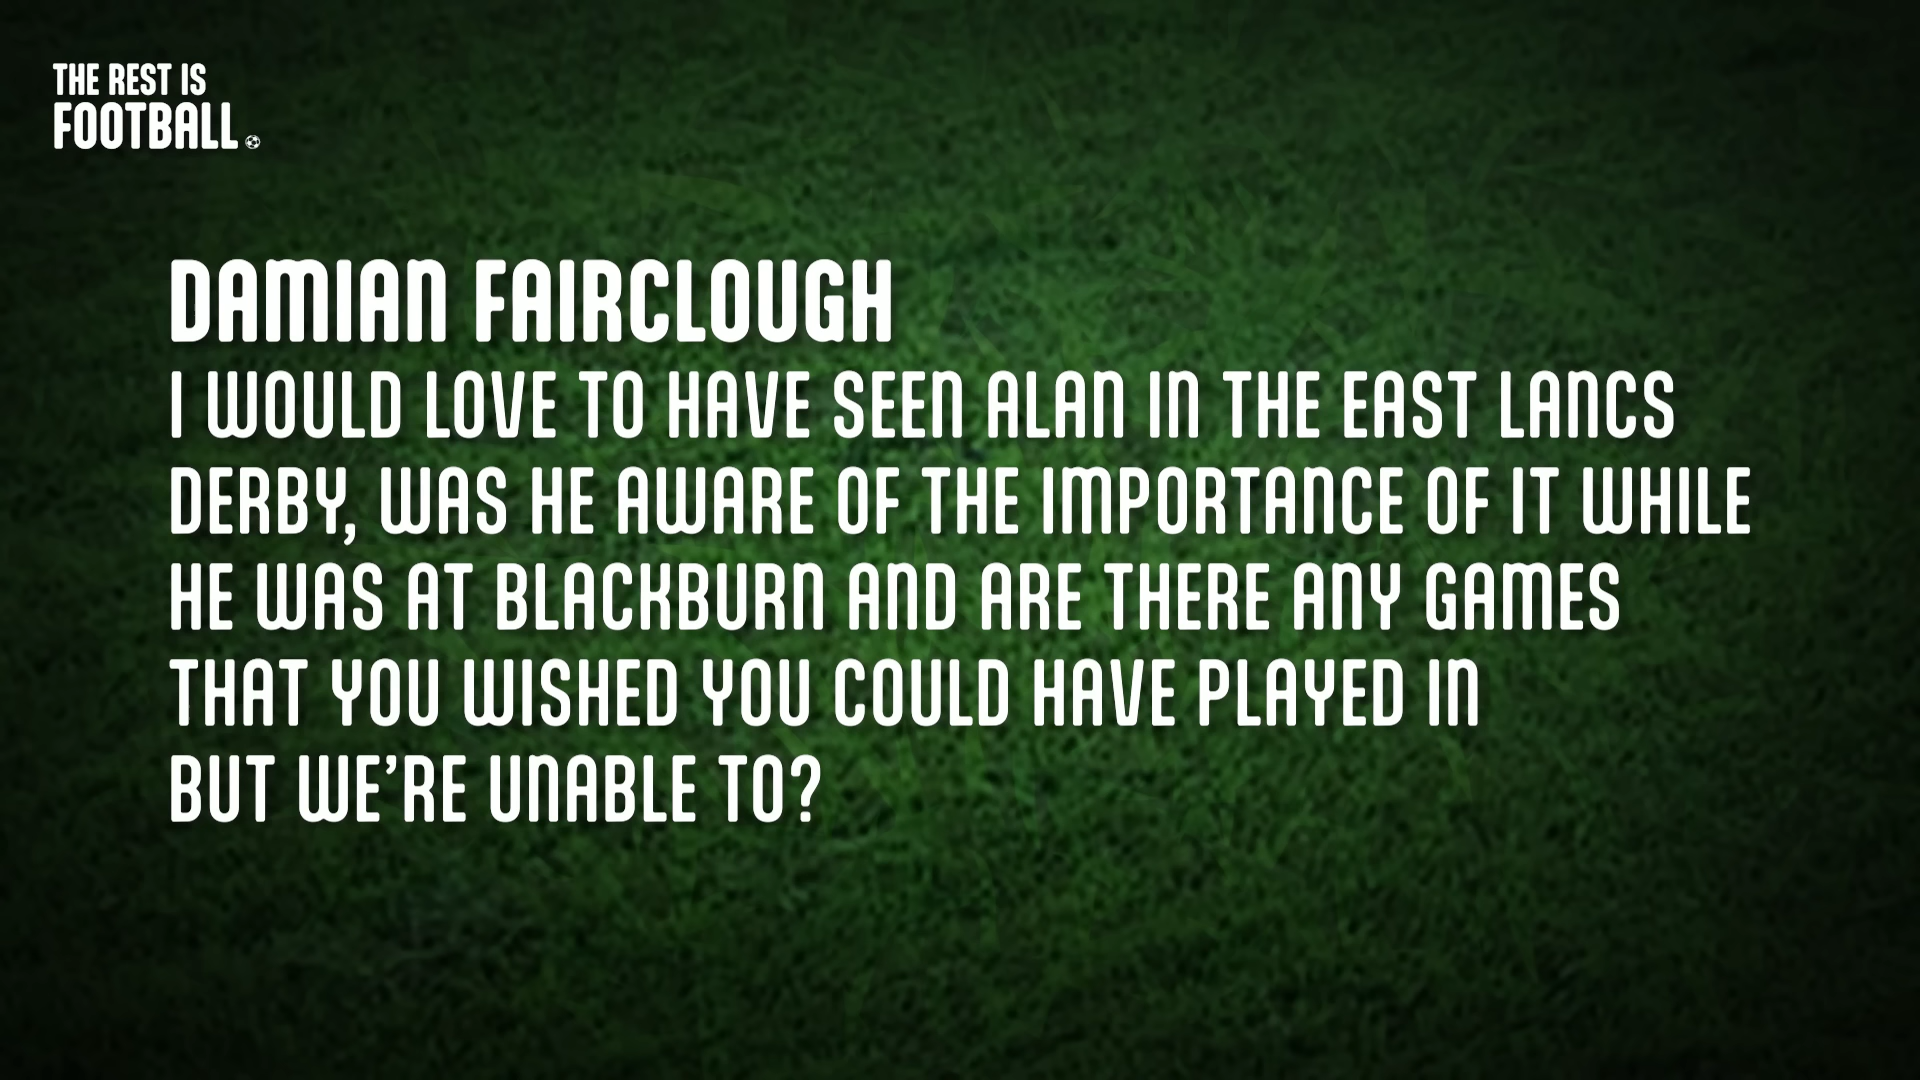 THE REST IS
FOOTBALL
DAMIAN FAIRCLOUGH
I WOULD LOVE TO HAVE SEEN ALAN IN THE EAST LANCS
DERBY, WAS HE AWARE OF THE IMPORTANCE OF IT WHILE
HE WAS AT BLACKBURN AND ARE THERE ANY GAMES
THAT YOU WISHED YOU COULD HAVE PLAYED IN
BUT WE'RE UNABLE TO?